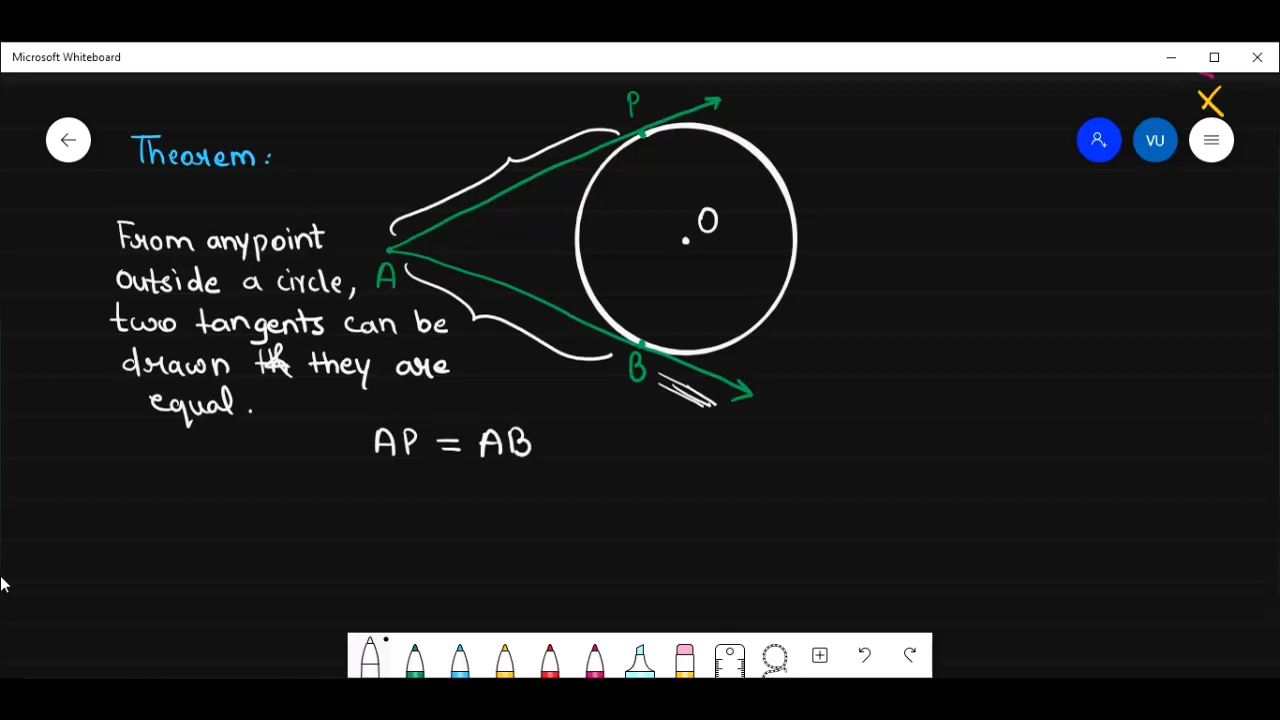 Microsoft Whiteboard
P
VU
Theorem:
O
From anypoint
outside a circle,
A
two tangents can be
drawn they are
B
equal.
AP = AB